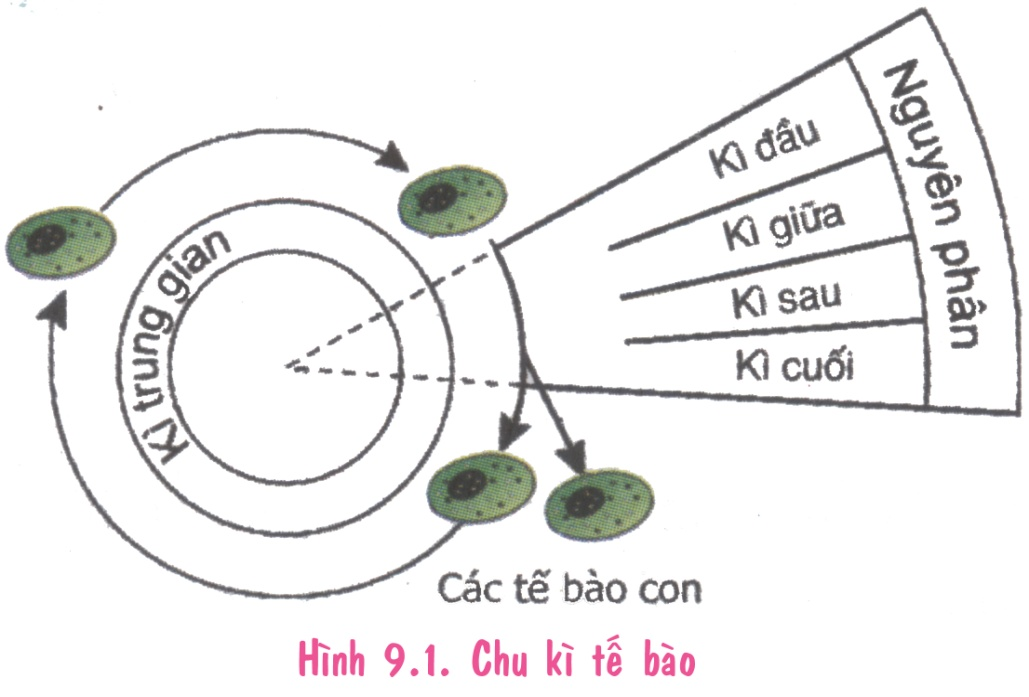 Kì trung gian
Kì đầu
Kì giữa
Kì sau
Kì cuối
Nguyên phân
Các tế bào con
Hình 9.1. Chu kì tế bào